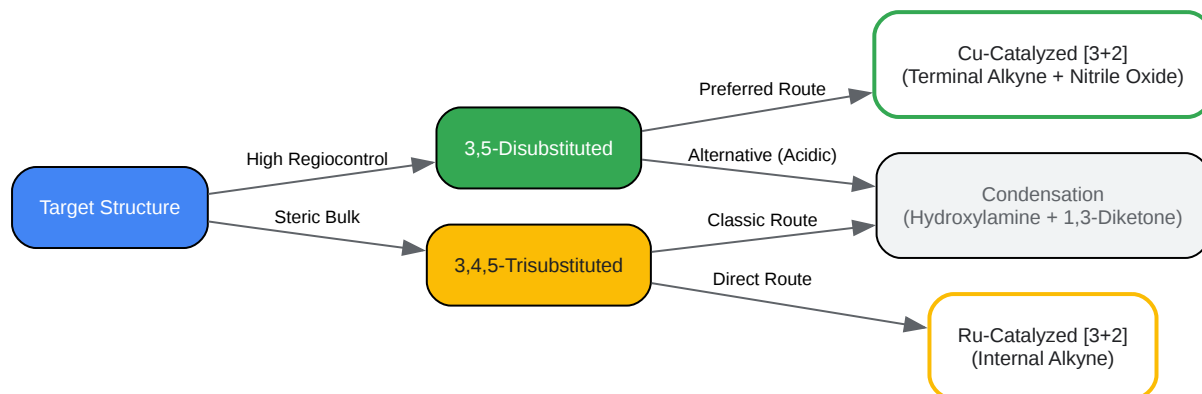 Target Structure
High Regiocontrol
Steric Bulk
3,5-Disubstituted
3,4,5-Trisubstituted
Preferred Route
Alternative (Acidic)
Classic Route
Direct Route
Cu-Catalyzed [3+2]
(Terminal Alkyne + Nitrile Oxide)
Condensation
(Hydroxylamine + 1,3-Diketone)
Ru-Catalyzed [3+2]
(Internal Alkyne)